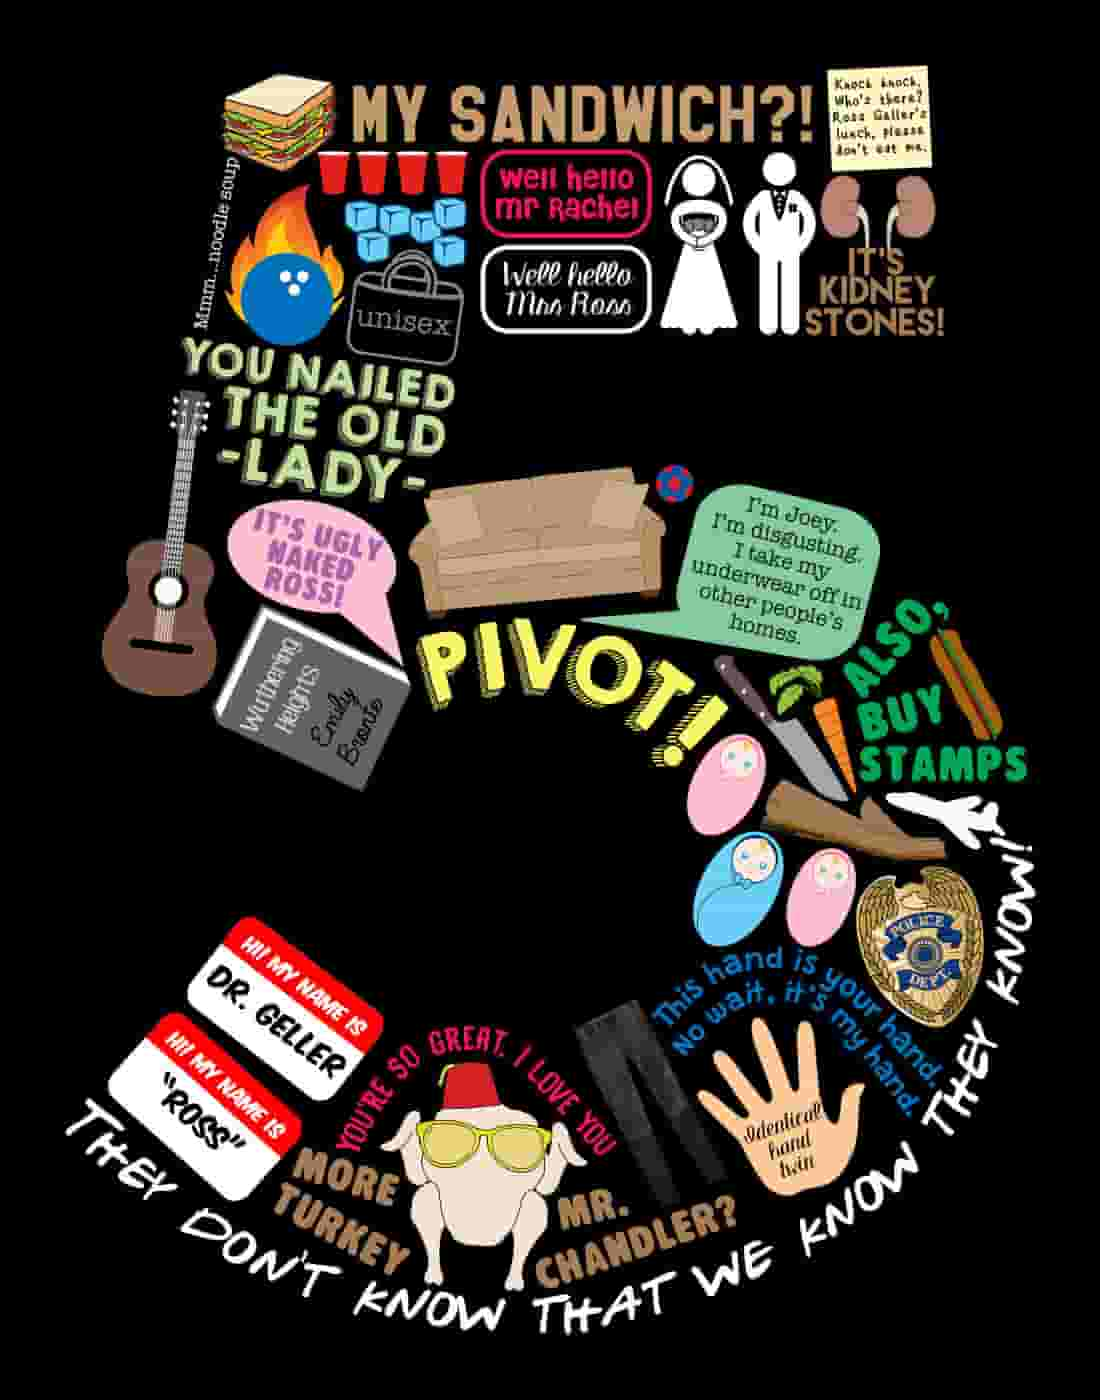 MY SANDWICH?!
Knock knock.
Who's there?
Ross Geller's
lunch, please
don't eat me.
Mmm...noodle soup
well hello
mr Rachel
Well hello
Mrs Ross
unisex
IT'S
KIDNEY
STONES!
YOU NAILED
THE OLD
-LADY-
IT'S UGLY
NAKED
ROSS!
I'm Joey.
I'm disgusting.
I take my
underwear off in
other people's
homes.
Wuthering
Heights
Emily
Bronte
PIVOT!
ALSO,
BUY
STAMPS
POLICE
DEPT.
This hand is your hand.
No wait, it's my hand.
Identical
hand
twin
HI! MY NAME IS
DR. GELLER
HI! MY NAME IS
"ROSS"
YOU'RE SO GREAT. I LOVE YOU
MORE
TURKEY
MR.
CHANDLER?
THEY DON'T KNOW THAT WE KNOW THEY KNOW!